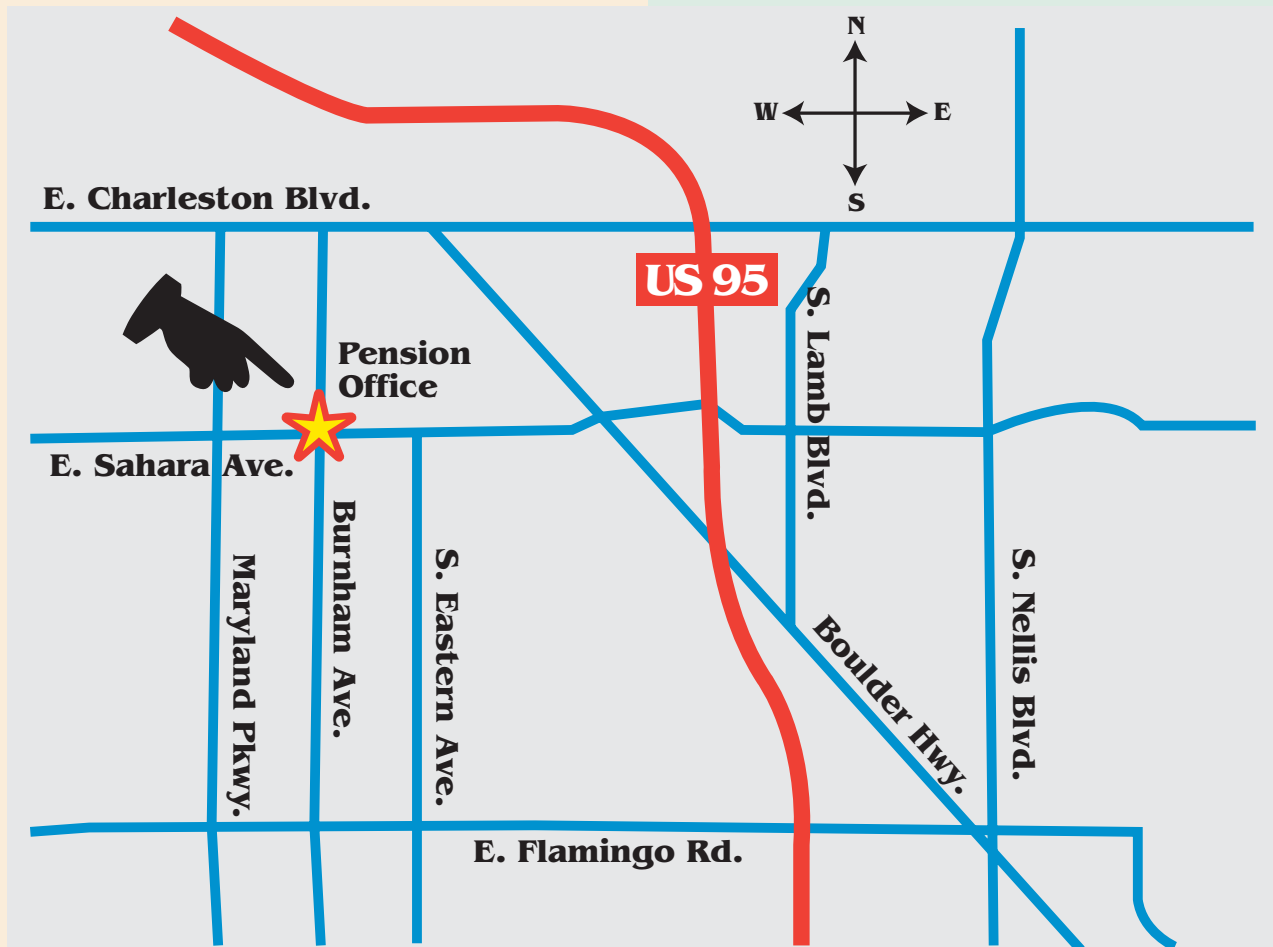 N
W E
S
E. Charleston Blvd.
US 95
S. Lamb Blvd.
Pension
Office
E. Sahara Ave.
Burnham Ave.
Maryland Pkwy.
S. Eastern Ave.
S. Nellis Blvd.
Boulder Hwy.
E. Flamingo Rd.